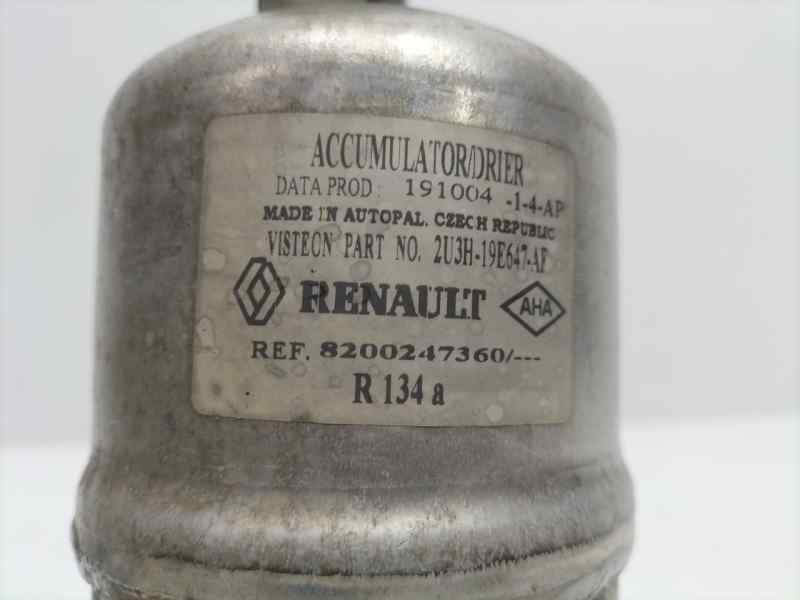 ACCUMULATOR/DRIER
DATA PROD: 191004 -1-4-AP
MADE IN AUTOPAL. CZECH REPUBLIC
VISTEON PART NO. 2U3H-19E647-AF
RENAULT AHA
REF. 8200247360/---
R 134 a